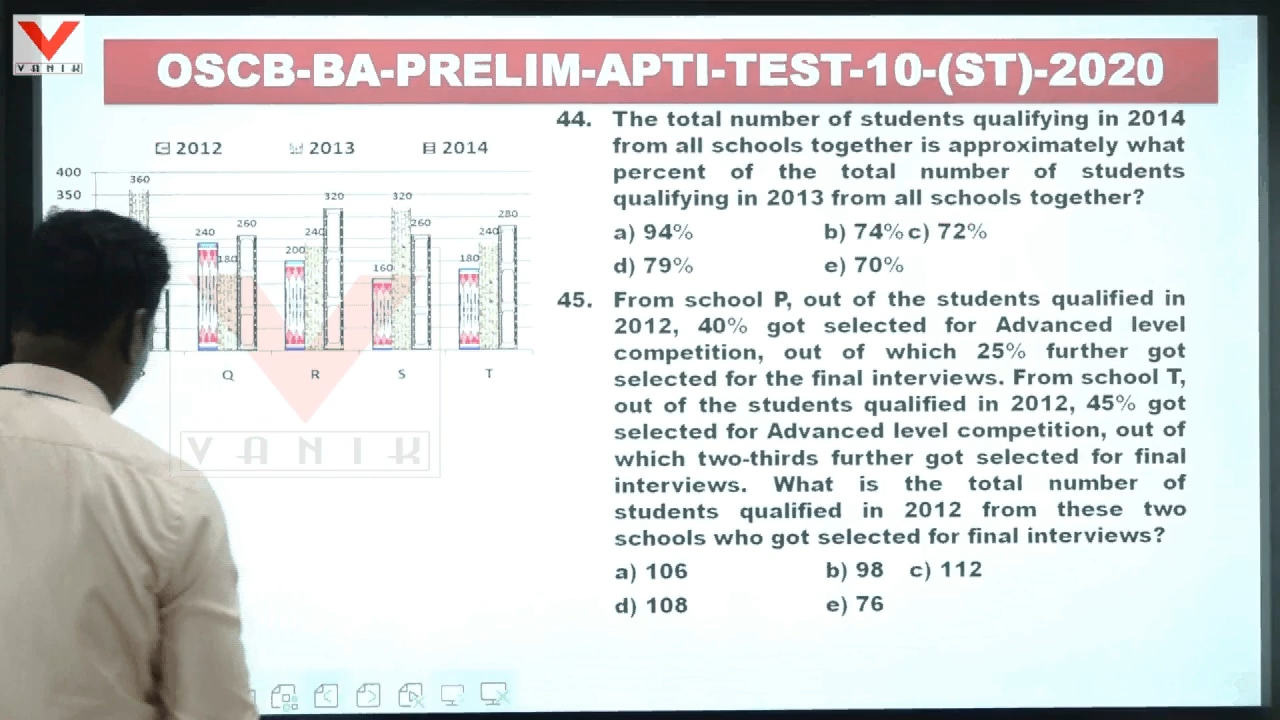 VANIK
OSCB-BA-PRELIM-APTI-TEST-10-(ST)-2020
2012 2013 2014
400
350
360
240
180
260
200
240
320
160
320
260
180
240
280
Q R S T
VANIK
44. The total number of students qualifying in 2014
from all schools together is approximately what
percent of the total number of students
qualifying in 2013 from all schools together?
a) 94% b) 74% c) 72%
d) 79% e) 70%
45. From school P, out of the students qualified in
2012, 40% got selected for Advanced level
competition, out of which 25% further got
selected for the final interviews. From school T,
out of the students qualified in 2012, 45% got
selected for Advanced level competition, out of
which two-thirds further got selected for final
interviews. What is the total number of
students qualified in 2012 from these two
schools who got selected for final interviews?
a) 106 b) 98 c) 112
d) 108 e) 76